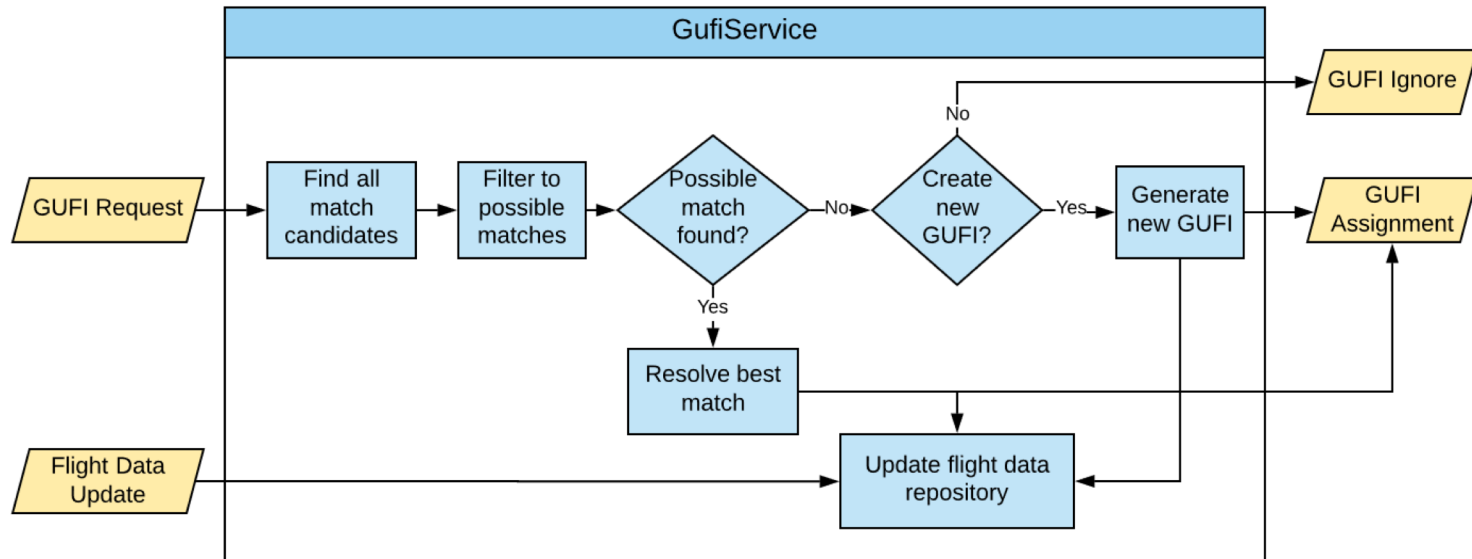 GufiService
GUFI Ignore
No
GUFI Request
Find all
match
candidates
Filter to
possible
matches
Possible
match
found?
No
Create
new
GUFI?
Yes
Generate
new GUFI
GUFI
Assignment
Yes
Resolve best
match
Flight Data
Update
Update flight data
repository